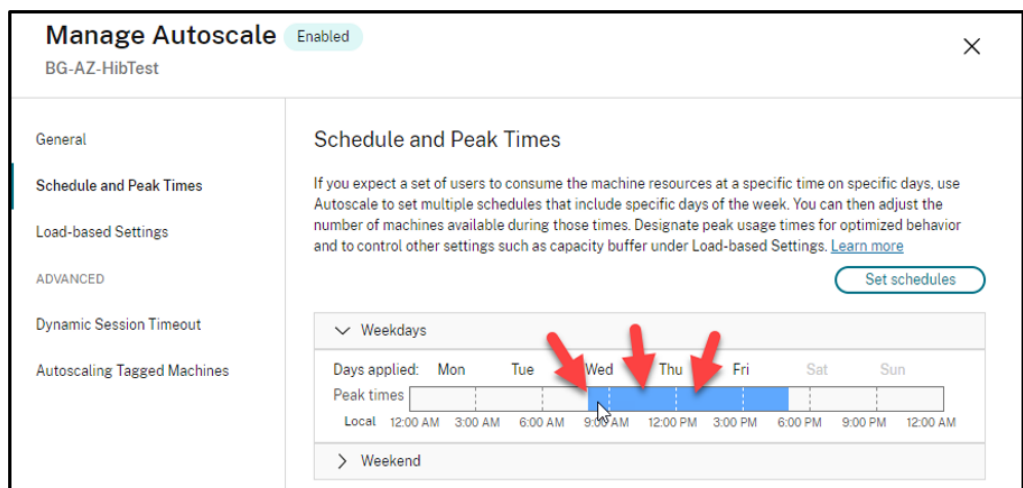 Manage Autoscale Enabled
BG-AZ-HibTest
General
Schedule and Peak Times
Load-based Settings
ADVANCED
Dynamic Session Timeout
Autoscaling Tagged Machines
Schedule and Peak Times
If you expect a set of users to consume the machine resources at a specific time on specific days, use
Autoscale to set multiple schedules that include specific days of the week. You can then adjust the
number of machines available during those times. Designate peak usage times for optimized behavior
and to control other settings such as capacity buffer under Load-based Settings. Learn more
Set schedules
Weekdays
Days applied: Mon Tue Wed Thu Fri Sat Sun
Peak times
Local 12:00 AM 3:00 AM 6:00 AM 9:00 AM 12:00 PM 3:00 PM 6:00 PM 9:00 PM 12:00 AM
Weekend